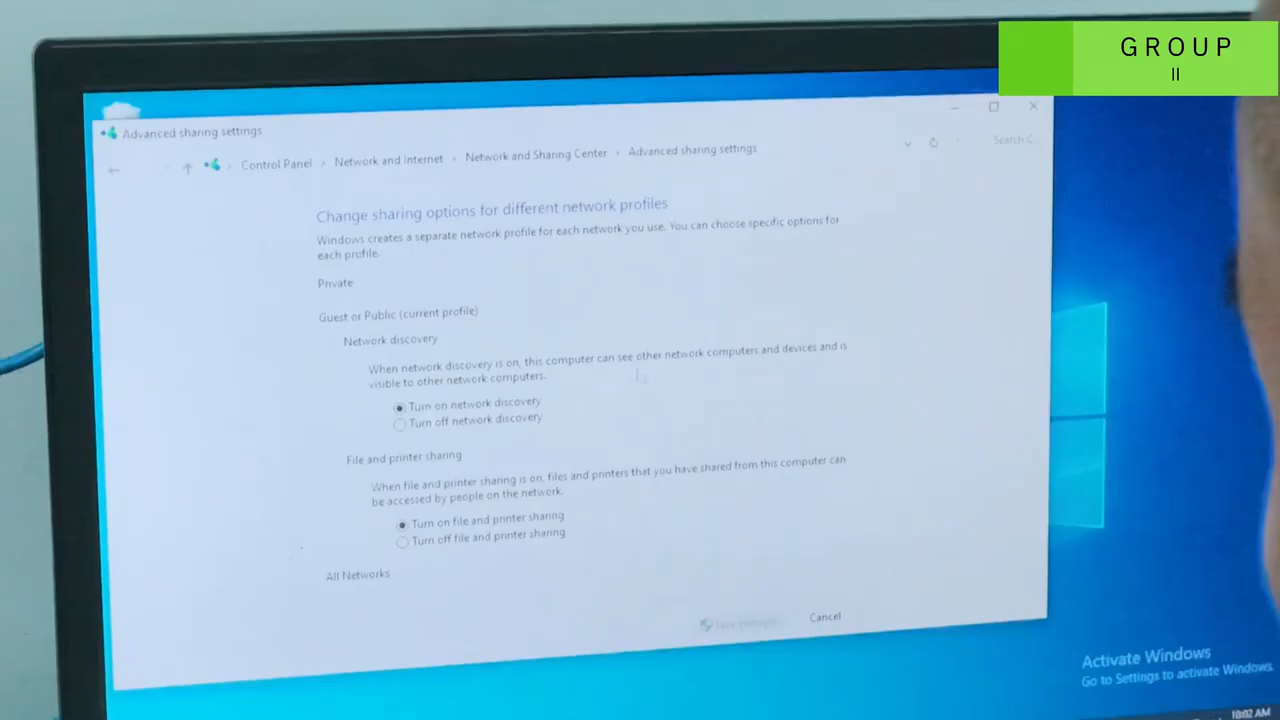 GROUP
II
Advanced sharing settings
Control Panel › Network and Internet › Network and Sharing Center › Advanced sharing settings
Search C...
Change sharing options for different network profiles
Windows creates a separate network profile for each network you use. You can choose specific options for
each profile.
Private
Guest or Public (current profile)
Network discovery
When network discovery is on, this computer can see other network computers and devices and is
visible to other network computers.
Turn on network discovery
Turn off network discovery
File and printer sharing
When file and printer sharing is on, files and printers that you have shared from this computer can
be accessed by people on the network.
Turn on file and printer sharing
Turn off file and printer sharing
All Networks
Cancel
Activate Windows
Go to Settings to activate Windows.
10:02 AM